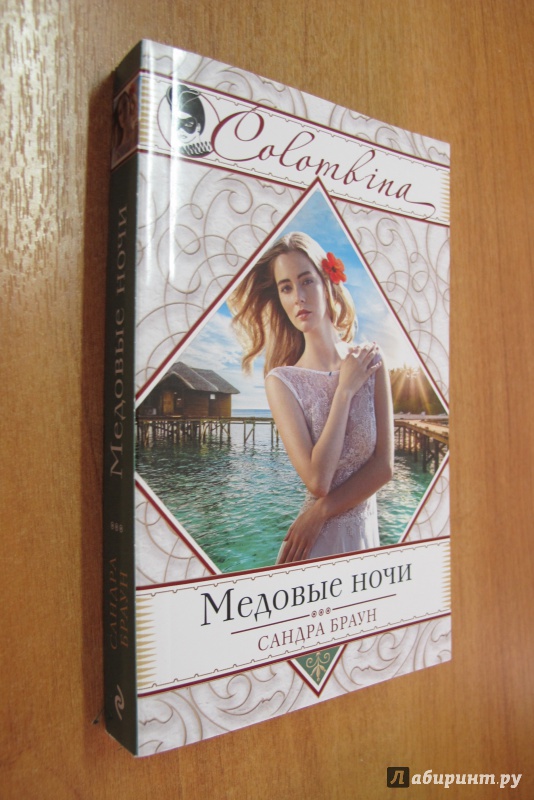 Colombina
Медовые ночи
САНДРА БРАУН
Медовые ночи
САНДРА
БРАУН
Лабиринт.ру